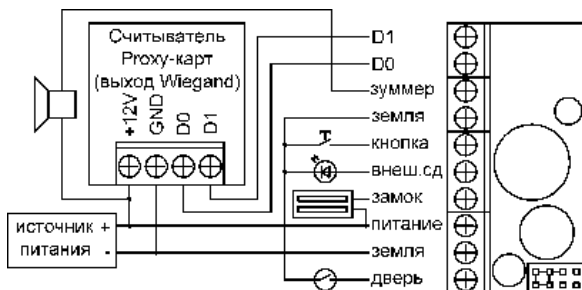 Считыватель
Proxy-карт
(выход Wiegand)
+12V
GND
D0
D1
источник +
питания -
D1
D0
зуммер
земля
кнопка
внеш.сд
замок
питание
земля
дверь